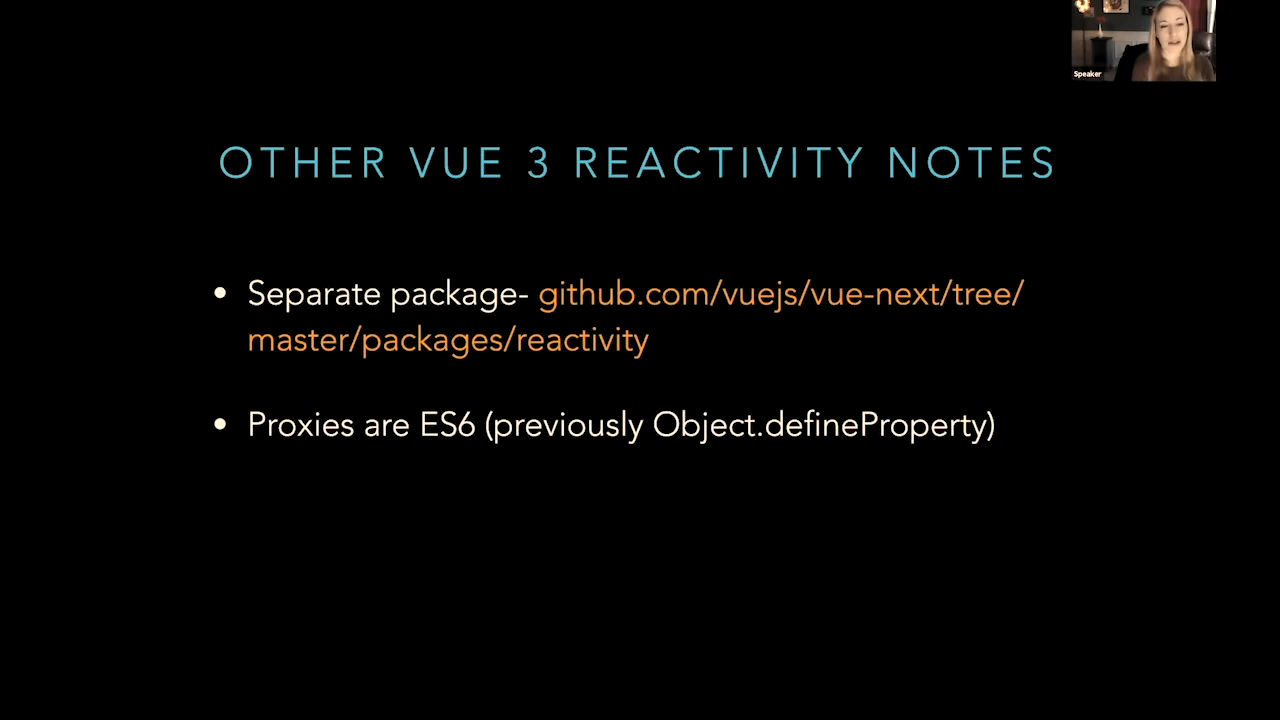 Speaker
OTHER VUE 3 REACTIVITY NOTES
• Separate package- github.com/vuejs/vue-next/tree/
master/packages/reactivity
• Proxies are ES6 (previously Object.defineProperty)